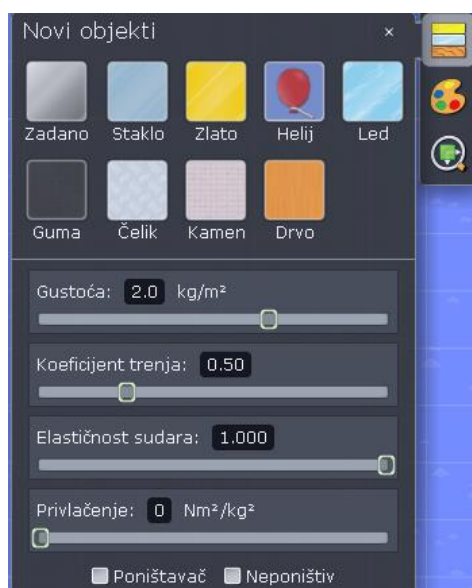 Novi objekti ×
Zadano Staklo Zlato Helij Led
Guma Čelik Kamen Drvo
Gustoća: 2.0 kg/m²
Koeficijent trenja: 0.50
Elastičnost sudara: 1.000
Privlačenje: 0 Nm²/kg²
Poništavač Neponištiv